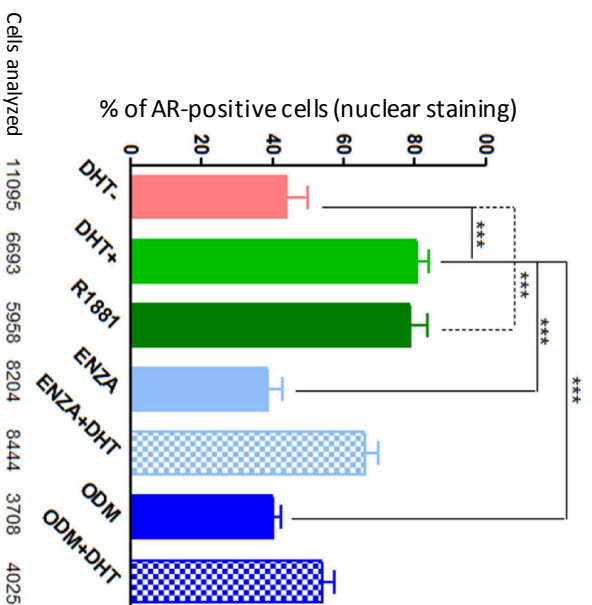 % of AR-positive cells (nuclear staining)
0 20 40 60 80 00
DHT-
DHT+
R1881
ENZA
ENZA+DHT
ODM
ODM+DHT
***
***
***
***
Cells analyzed 11095 6693 5958 8204 8444 3708 4025